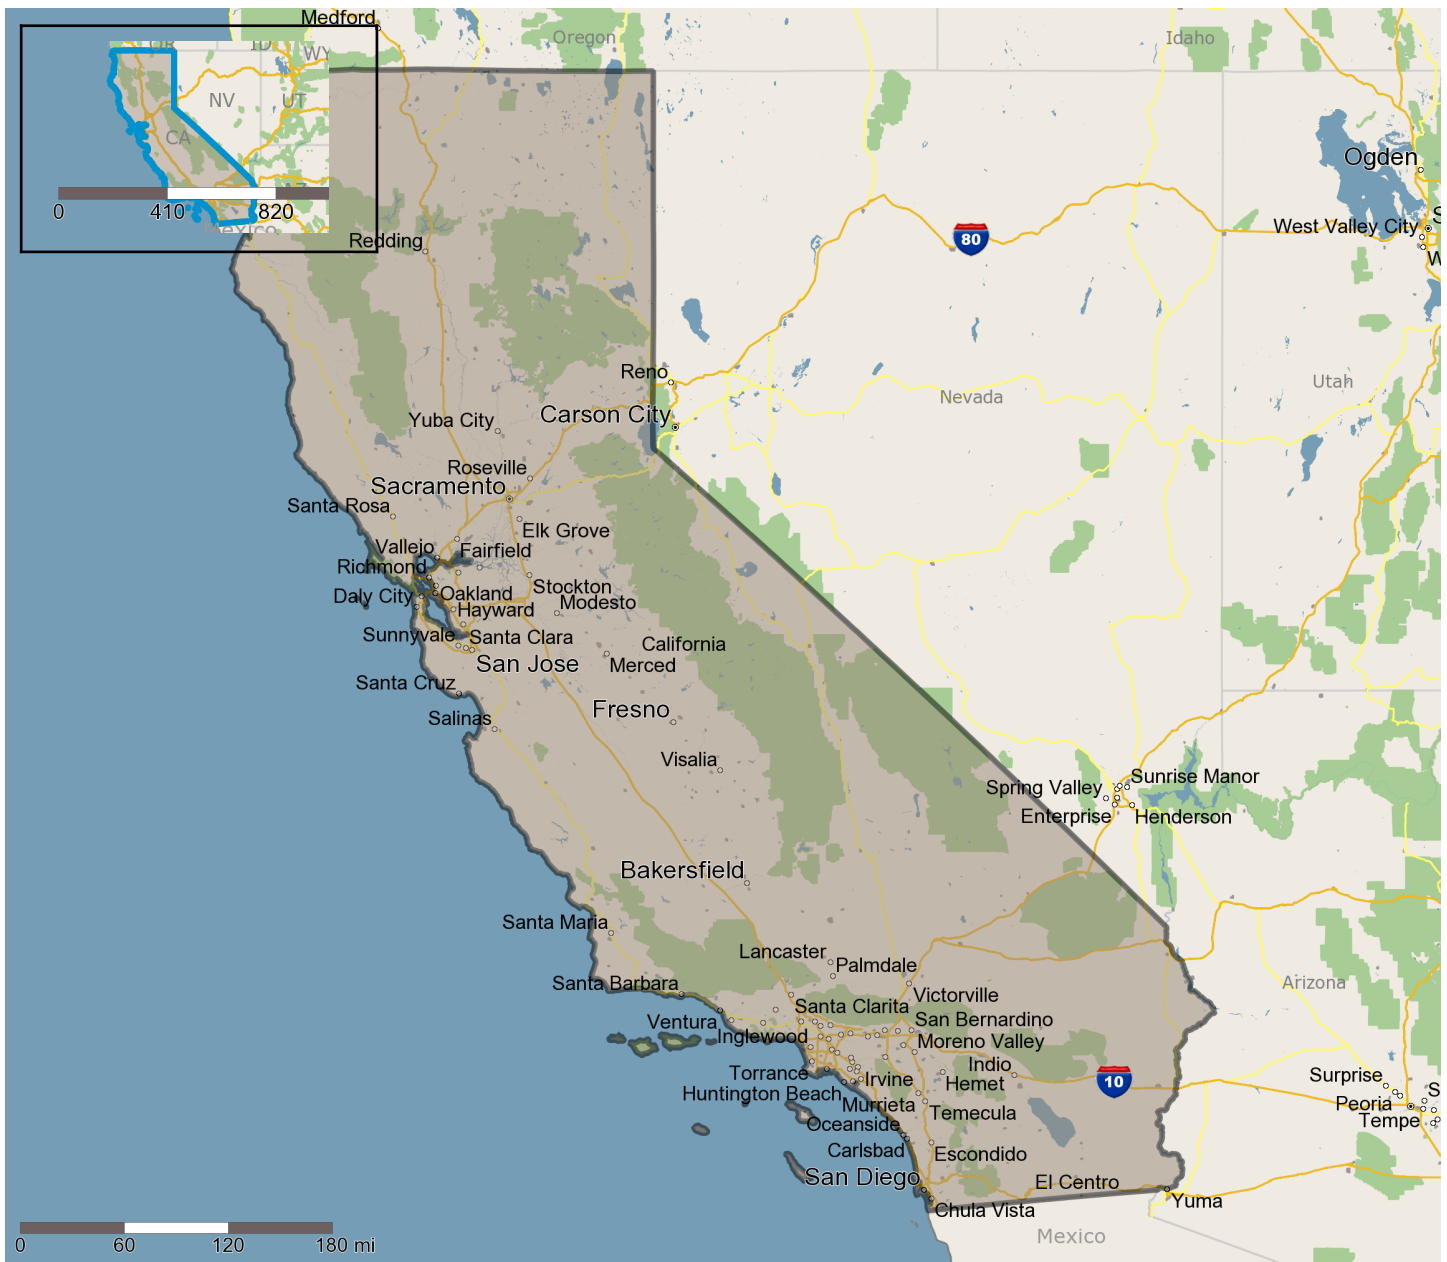 Medford
Oregon
Idaho
OR
ID
WY
NV
UT
CA
AZ
0 410 820
Mexico
Ogden
West Valley City
S
W
80
Redding
Reno
Carson City
Nevada
Utah
Yuba City
Roseville
Sacramento
Santa Rosa
Elk Grove
Vallejo
Fairfield
Richmond
Stockton
Daly City
Oakland
Modesto
Hayward
Sunnyvale
Santa Clara
California
San Jose
Merced
Santa Cruz
Fresno
Salinas
Visalia
Spring Valley
Sunrise Manor
Enterprise
Henderson
Bakersfield
Santa Maria
Lancaster
Palmdale
Santa Barbara
Victorville
Arizona
Santa Clarita
Ventura
San Bernardino
Inglewood
Moreno Valley
Indio
Torrance
Irvine
Hemet
10
Surprise
Huntington Beach
S
Murrieta
Peoria
Temecula
Oceanside
Tempe
Carlsbad
Escondido
San Diego
El Centro
Yuma
Chula Vista
Mexico
0 60 120 180 mi